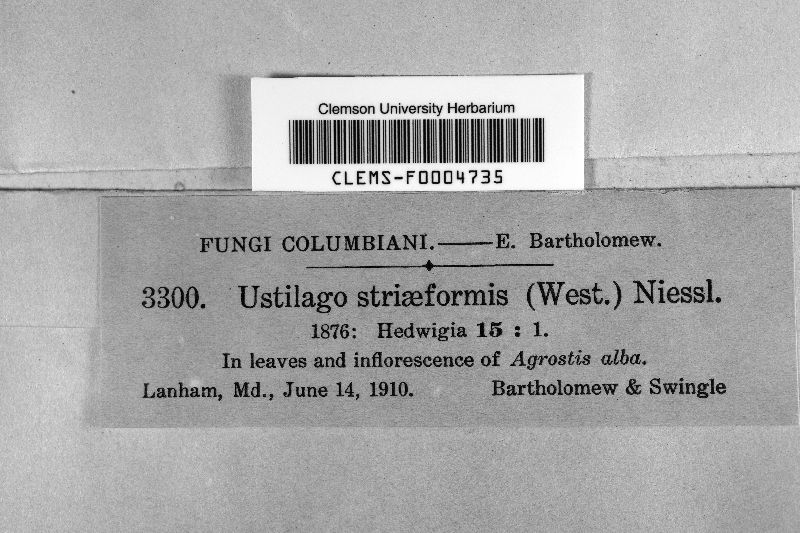 Clemson University Herbarium
CLEMS-F0004735
FUNGI COLUMBIANI.—E. Bartholomew.
3300. Ustilago striæformis (West.) Niessl.
1876: Hedwigia 15 : 1.
In leaves and inflorescence of Agrostis alba.
Lanham, Md., June 14, 1910. Bartholomew & Swingle